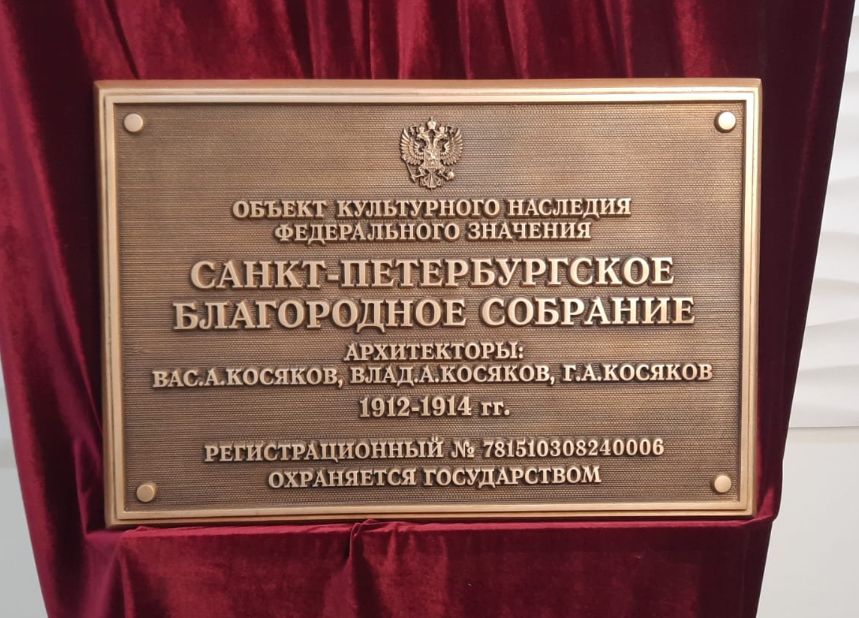 ОБЪЕКТ КУЛЬТУРНОГО НАСЛЕДИЯ
ФЕДЕРАЛЬНОГО ЗНАЧЕНИЯ
САНКТ-ПЕТЕРБУРГСКОЕ
БЛАГОРОДНОЕ СОБРАНИЕ
АРХИТЕКТОРЫ:
ВАС.А.КОСЯКОВ, ВЛАД.А.КОСЯКОВ, Г.А.КОСЯКОВ
1912-1914 гг.
РЕГИСТРАЦИОННЫЙ № 781510308240006
ОХРАНЯЕТСЯ ГОСУДАРСТВОМ